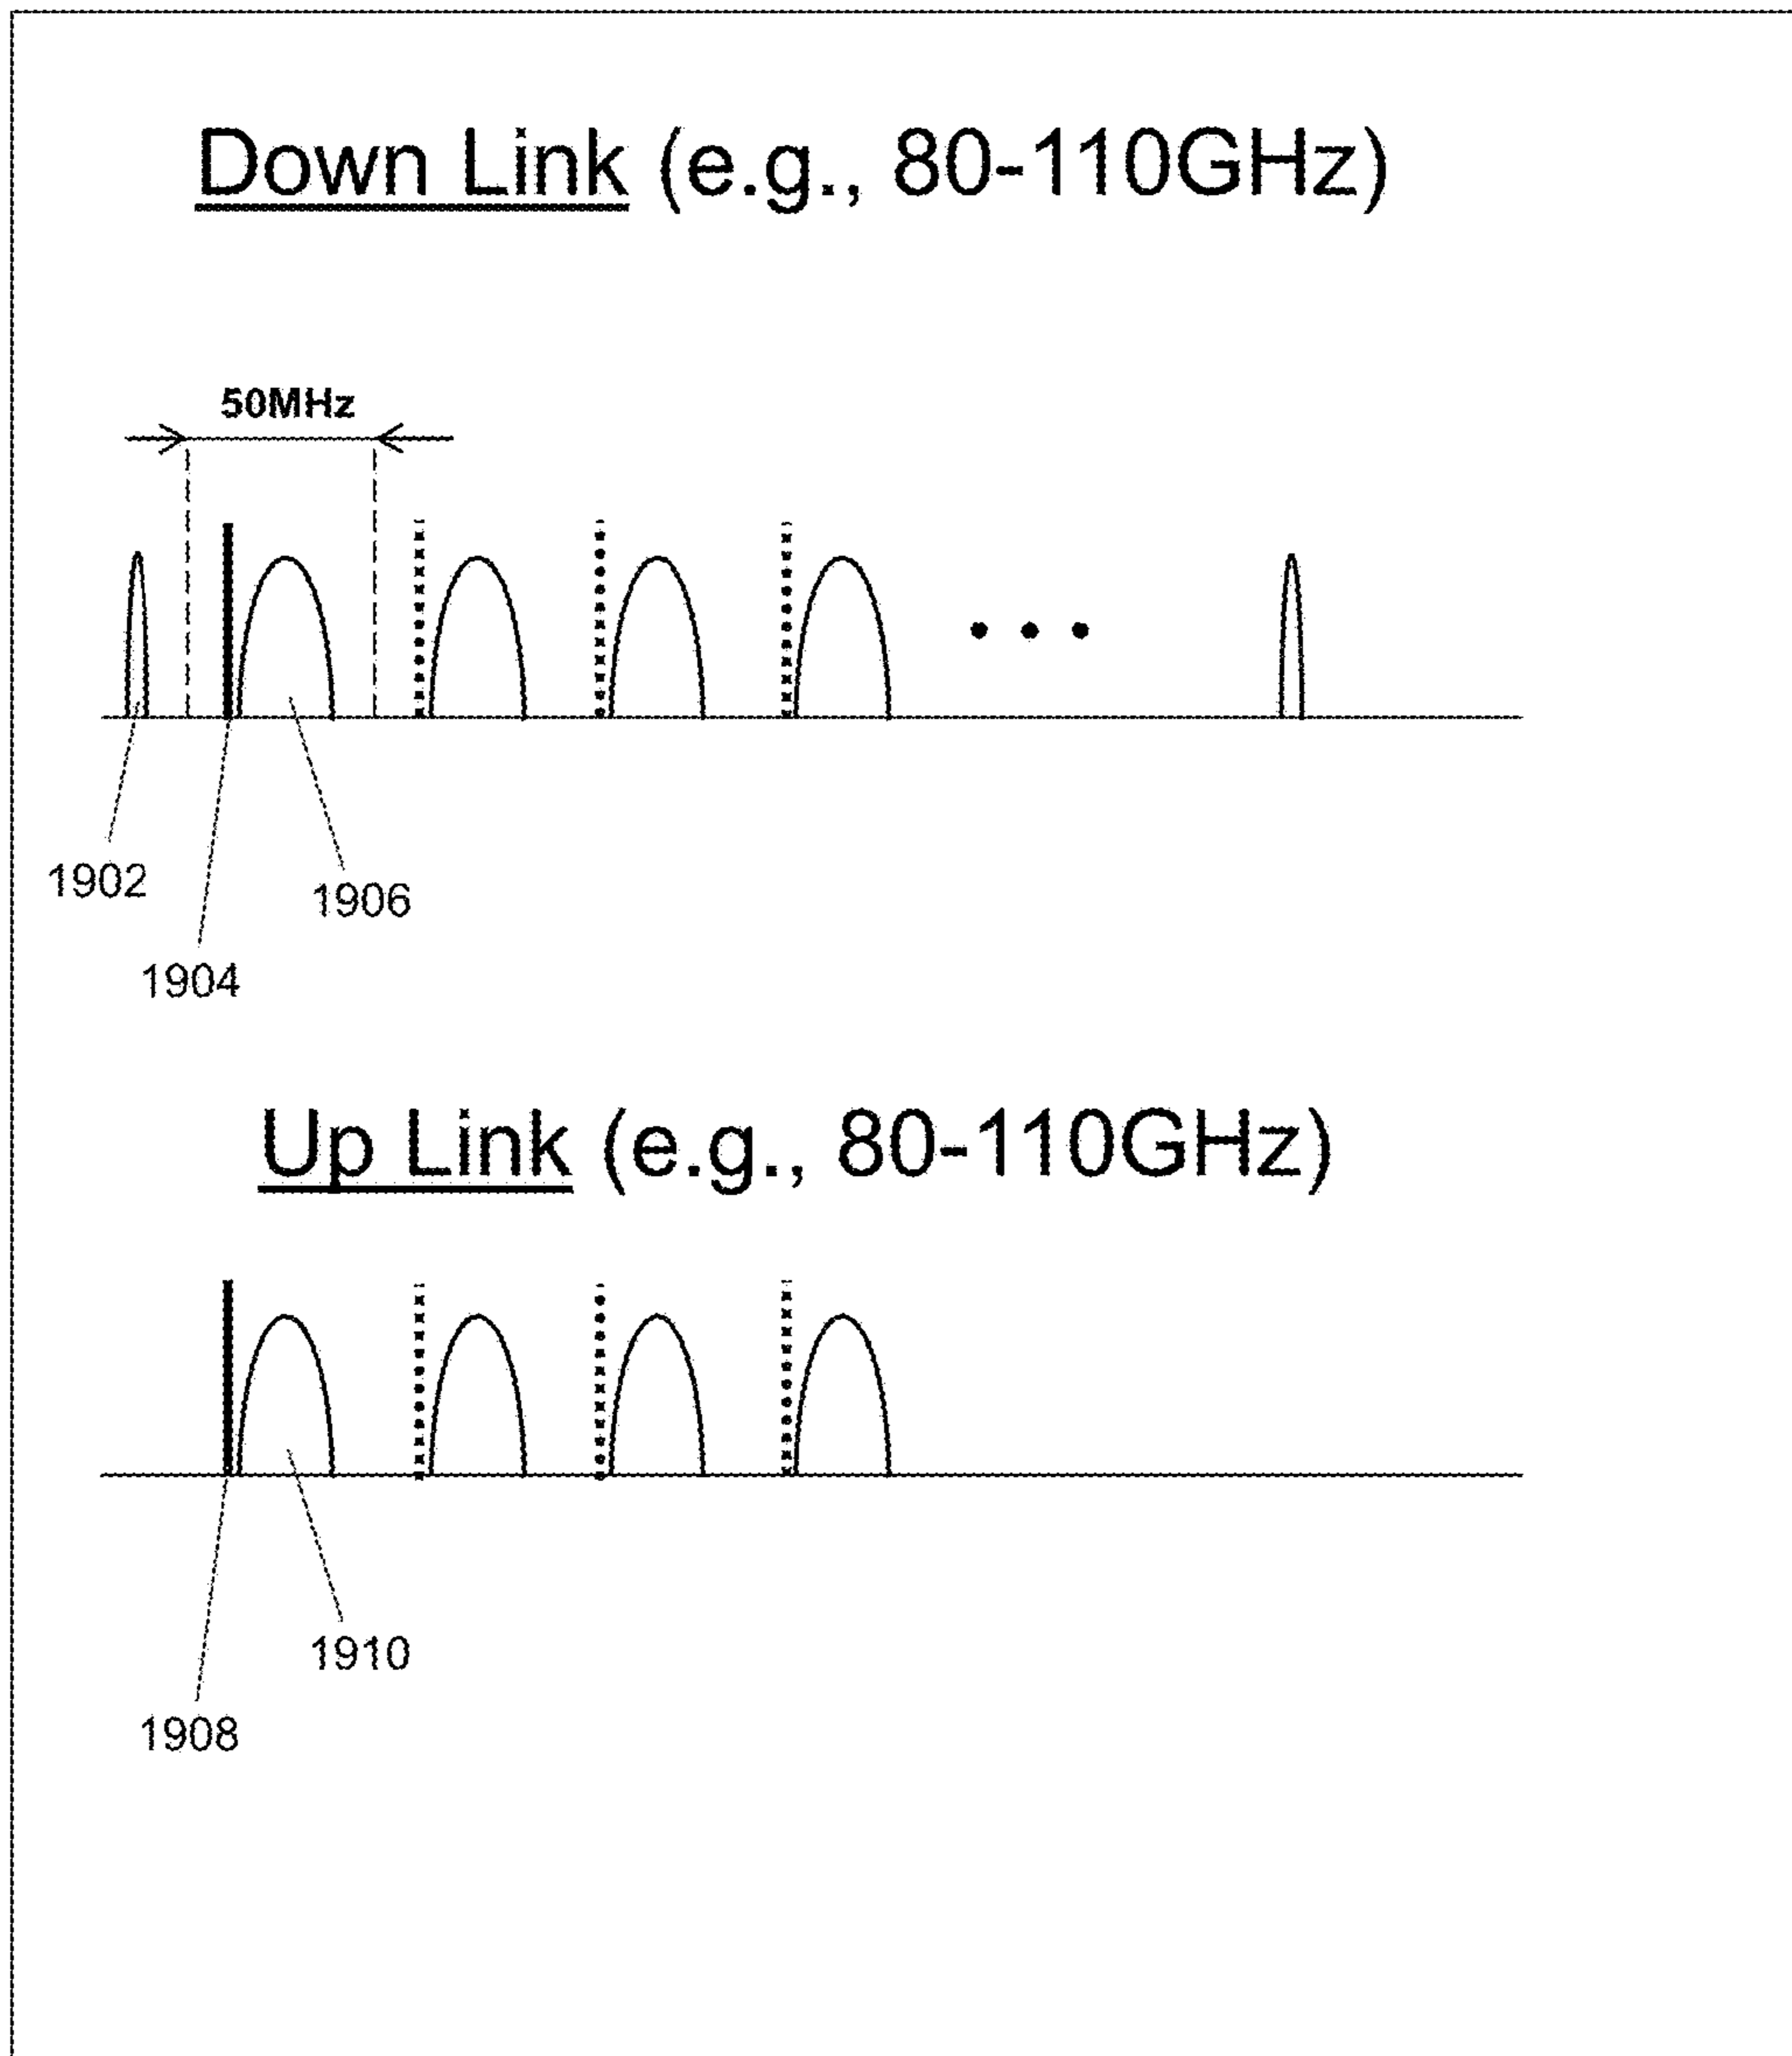 Down Link (e.g., 80-110GHz)
50MHz
1902
1906
1904
Up Link (e.g., 80-110GHz)
1910
1908